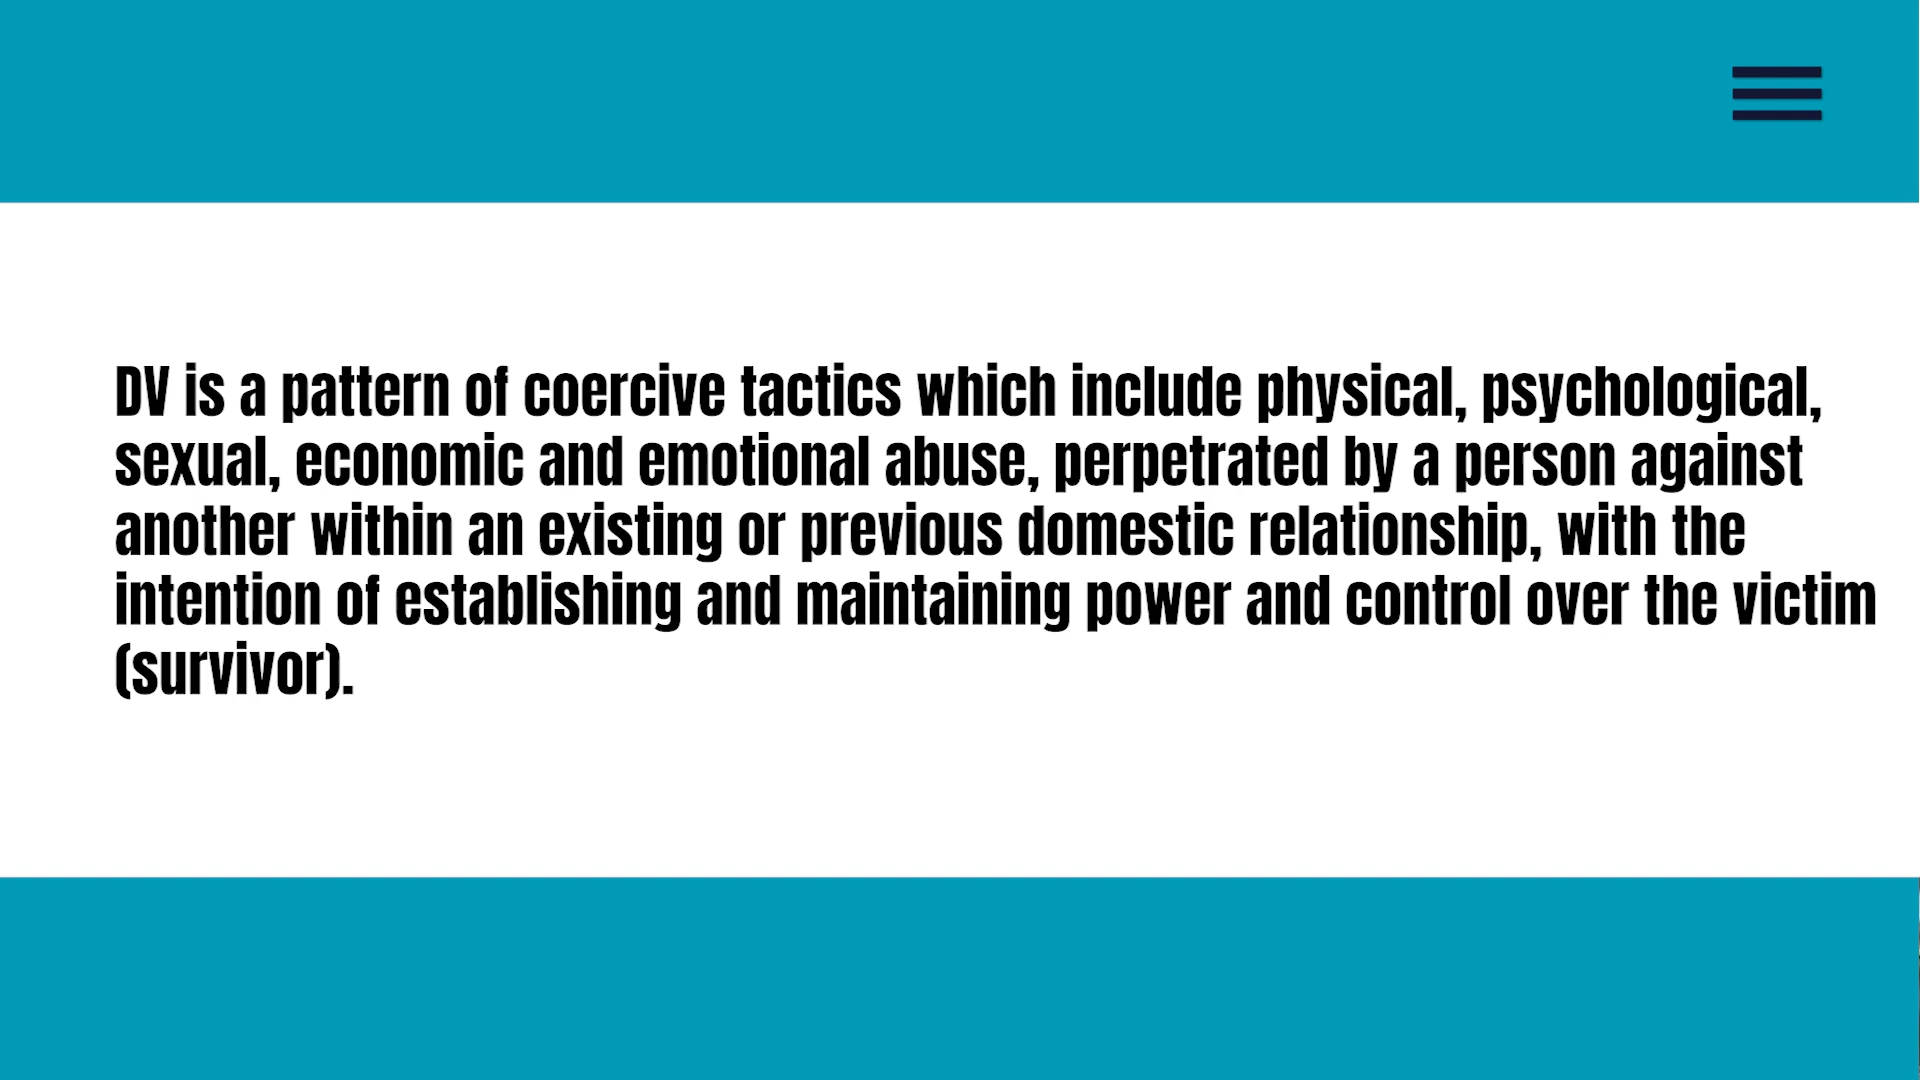 DV is a pattern of coercive tactics which include physical, psychological,
sexual, economic and emotional abuse, perpetrated by a person against
another within an existing or previous domestic relationship, with the
intention of establishing and maintaining power and control over the victim
(survivor).